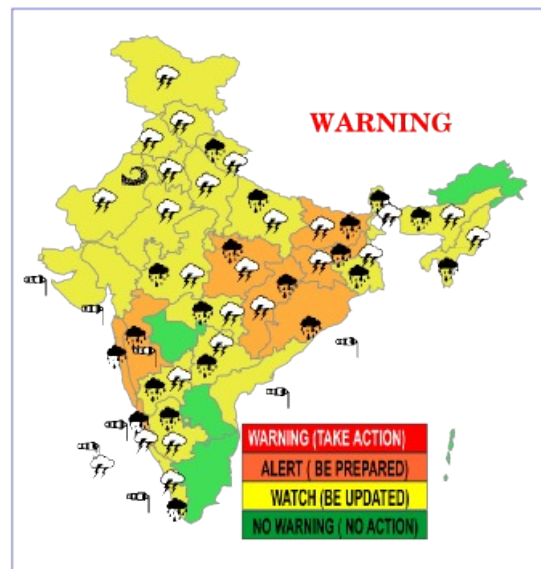 WARNING
WARNING (TAKE ACTION)
ALERT ( BE PREPARED)
WATCH (BE UPDATED)
NO WARNING ( NO ACTION)